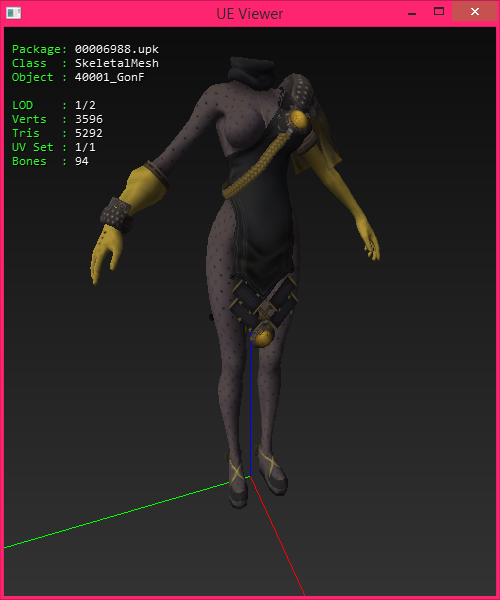 UE Viewer
Package: 00006988.upk
Class  : SkeletalMesh
Object : 40001_GonF
LOD    : 1/2
Verts  : 3596
Tris   : 5292
UV Set : 1/1
Bones  : 94